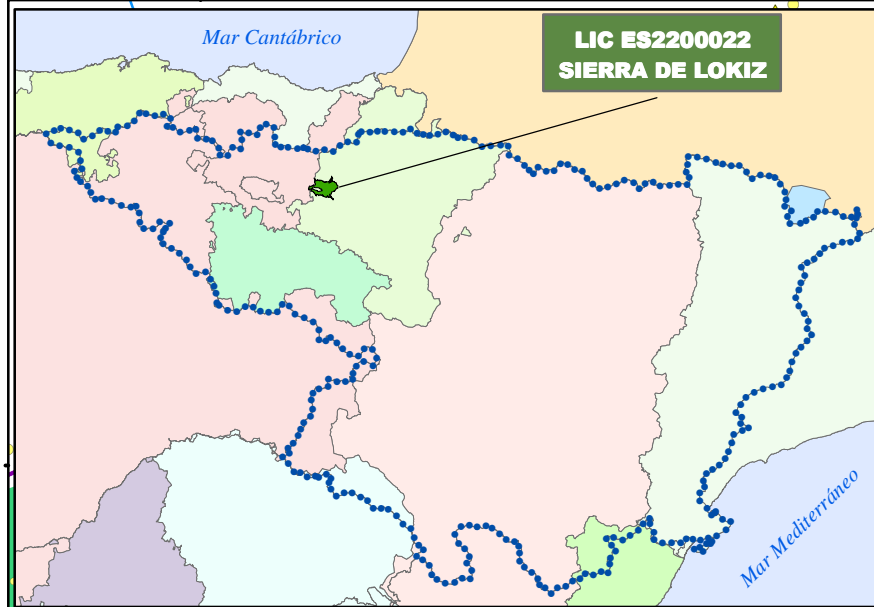 Mar Cantábrico
LIC ES2200022
SIERRA DE LOKIZ
Mar Mediterráneo